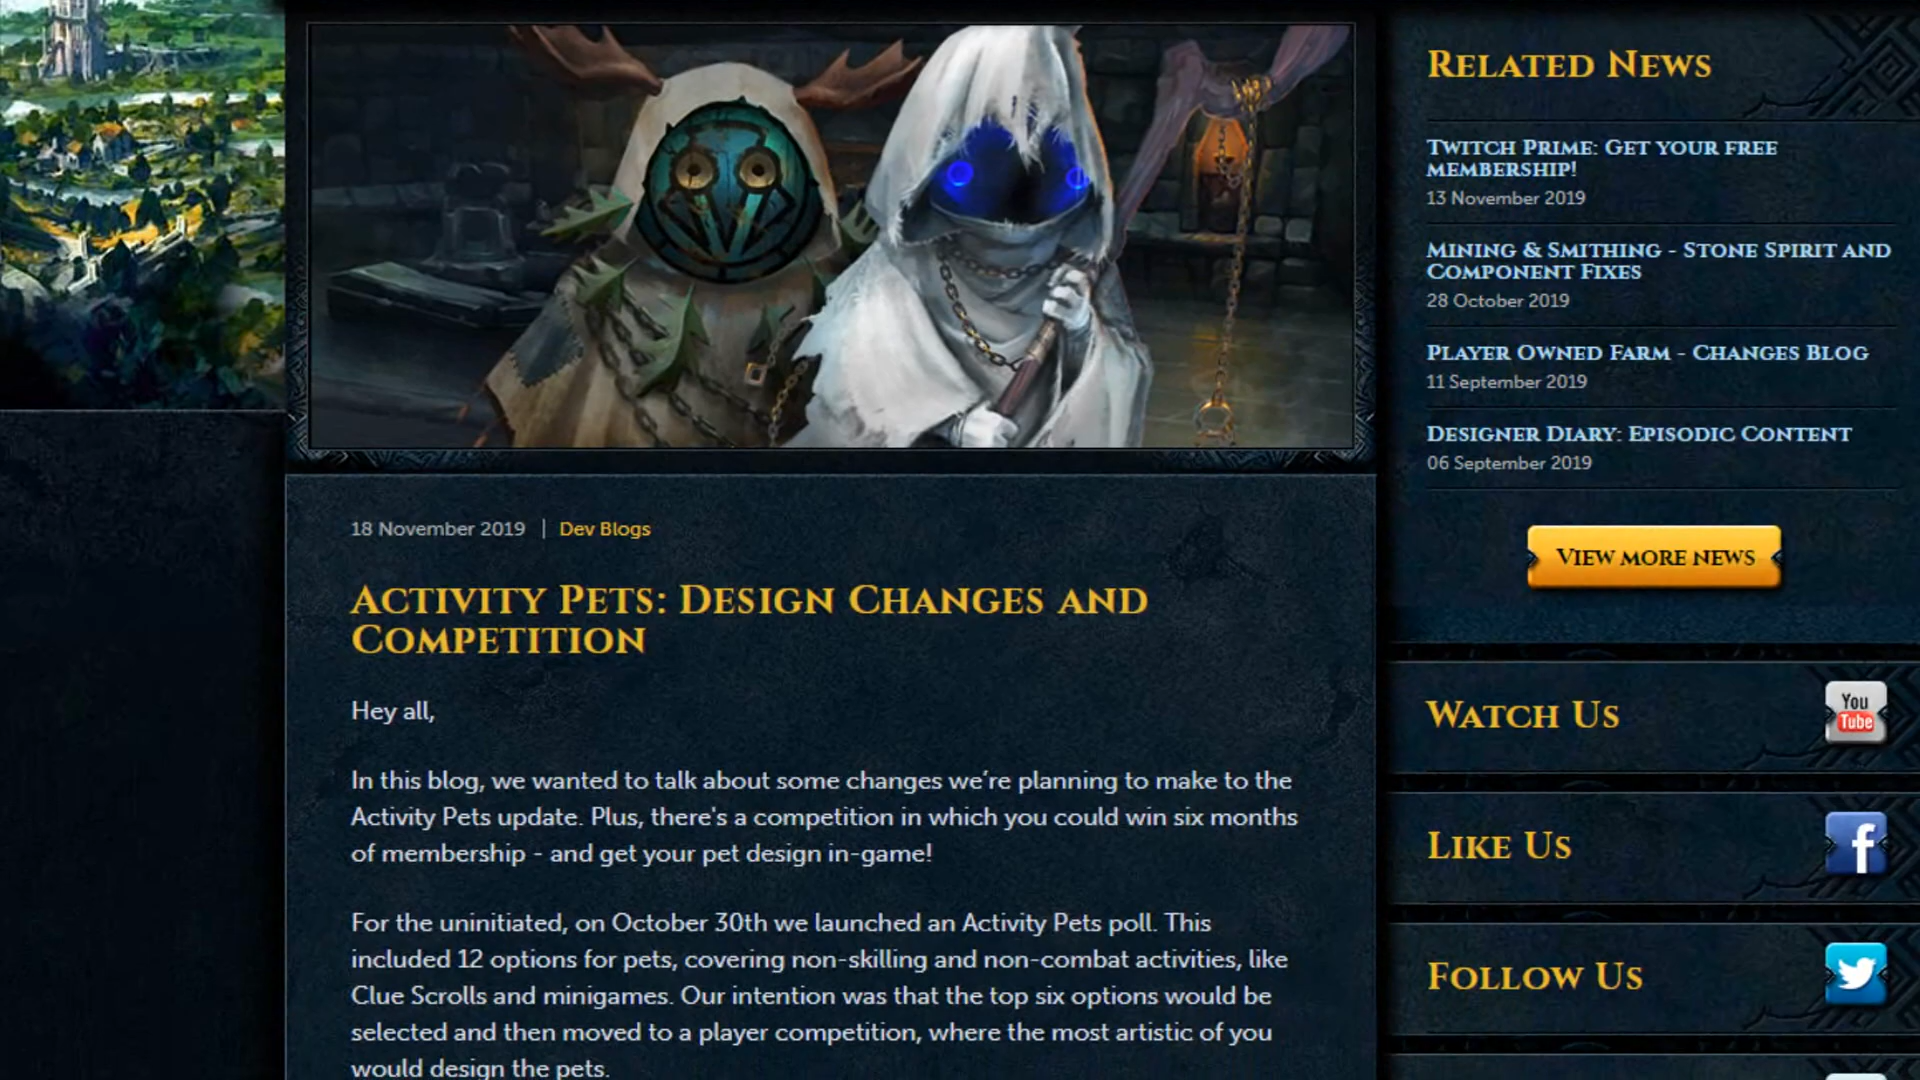 18 November 2019 | Dev Blogs
Activity Pets: Design Changes and
Competition
Hey all,
In this blog, we wanted to talk about some changes we’re planning to make to the
Activity Pets update. Plus, there's a competition in which you could win six months
of membership - and get your pet design in-game!
For the uninitiated, on October 30th we launched an Activity Pets poll. This
included 12 options for pets, covering non-skilling and non-combat activities, like
Clue Scrolls and minigames. Our intention was that the top six options would be
selected and then moved to a player competition, where the most artistic of you
would design the pets.
Related News
Twitch Prime: Get your free
membership!
13 November 2019
Mining & Smithing - Stone Spirit and
Component Fixes
28 October 2019
Player Owned Farm - Changes Blog
11 September 2019
Designer Diary: Episodic Content
06 September 2019
View more news
Watch Us
You
Tube
Like Us
f
Follow Us